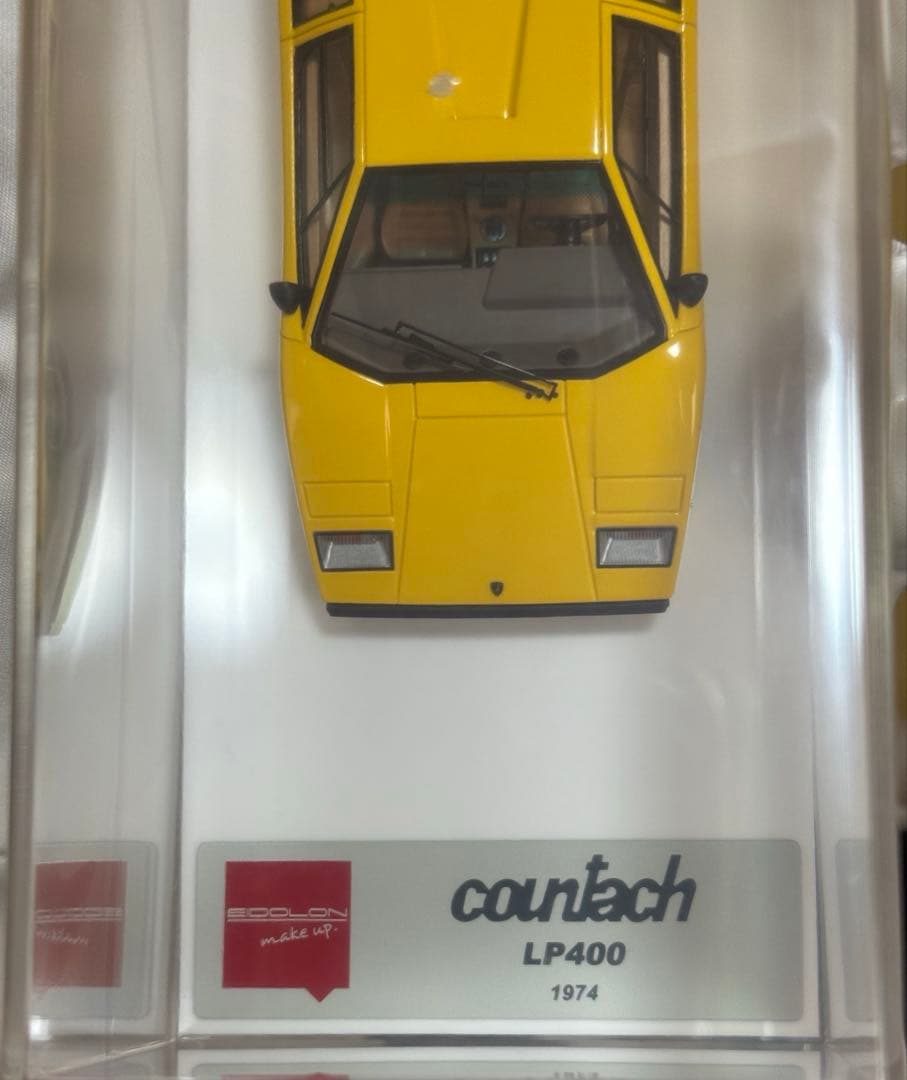 EIDOLON
make up.
countach
LP400
1974